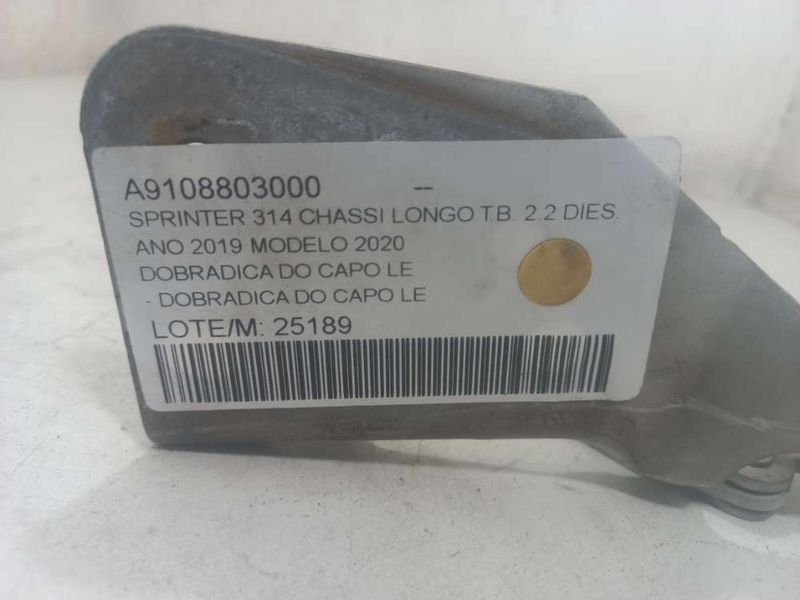 A9108803000 --
SPRINTER 314 CHASSI LONGO T.B. 2.2 DIES.
ANO 2019 MODELO 2020
DOBRADICA DO CAPO LE
- DOBRADICA DO CAPO LE
LOTE/M: 25189